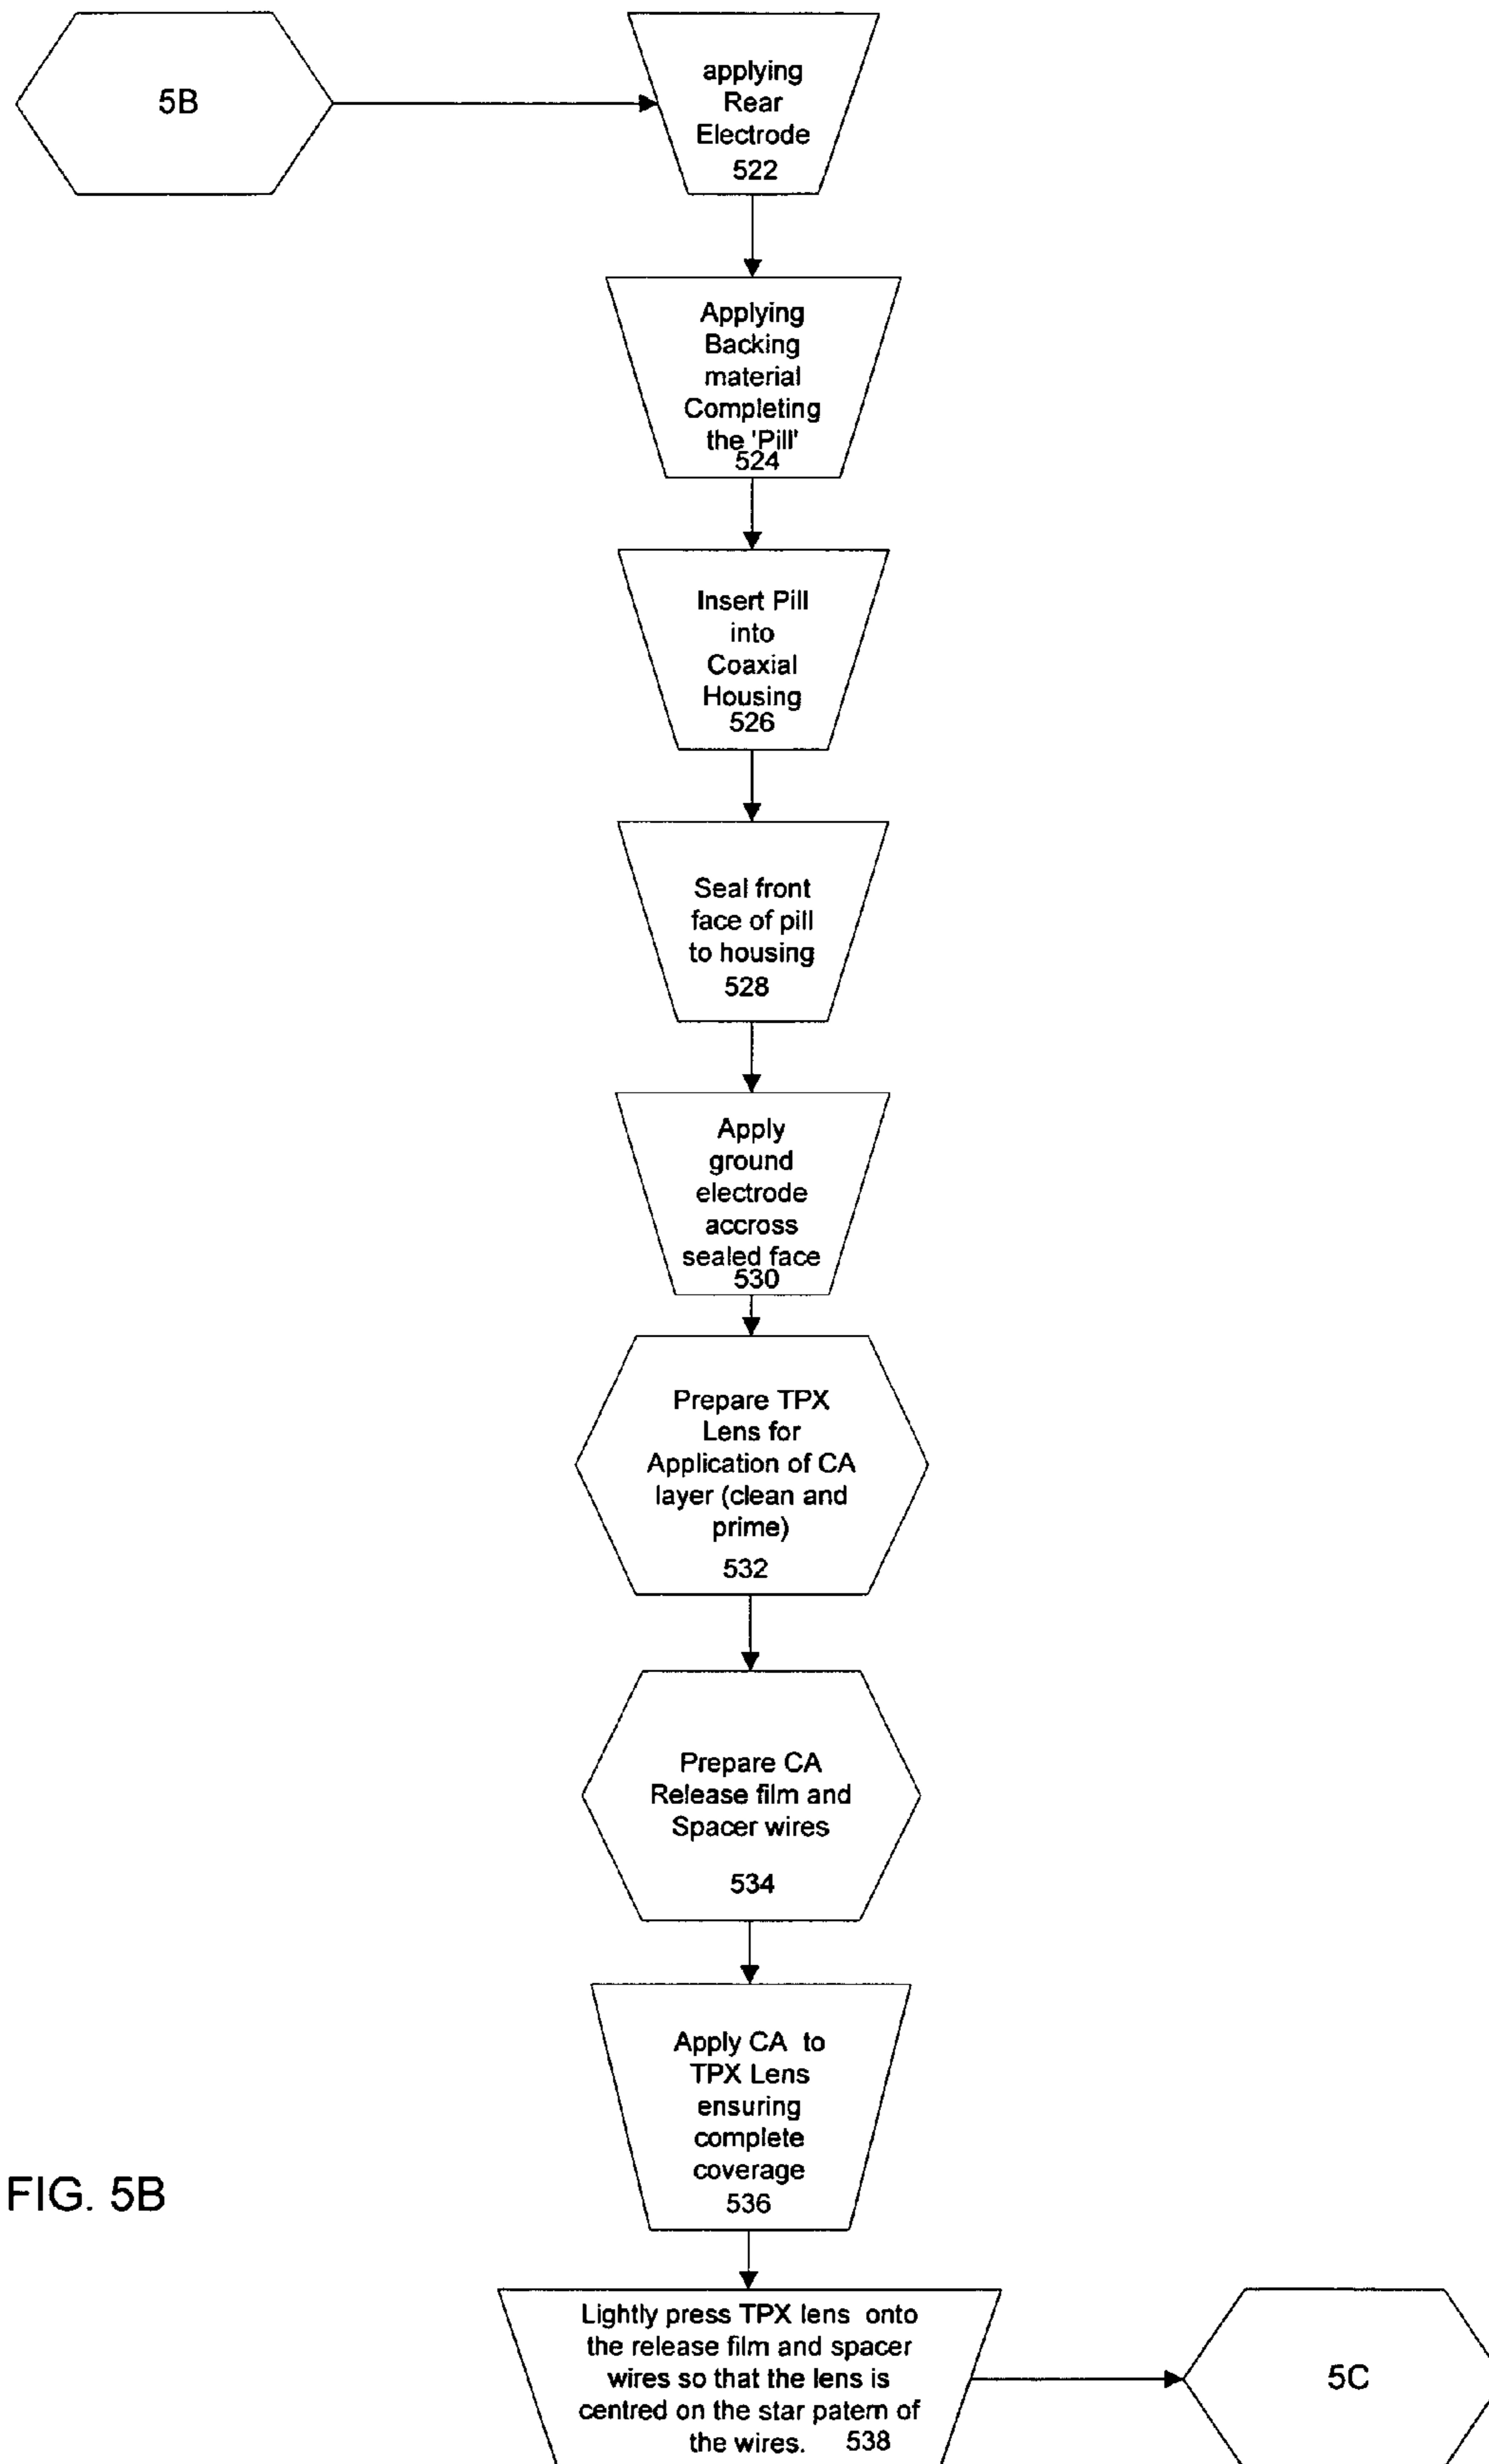 5B
applying
Rear
Electrode
522
Applying
Backing
material
Completing
the 'Pill'
524
Insert Pill
into
Coaxial
Housing
526
Seal front
face of pill
to housing
528
Apply
ground
electrode
accross
sealed face
530
Prepare TPX
Lens for
Application of CA
layer (clean and
prime)
532
Prepare CA
Release film and
Spacer wires
534
Apply CA to
TPX Lens
ensuring
complete
coverage
536
FIG. 5B
Lightly press TPX lens onto
the release film and spacer
wires so that the lens is
centred on the star patern of
the wires. 538
5C